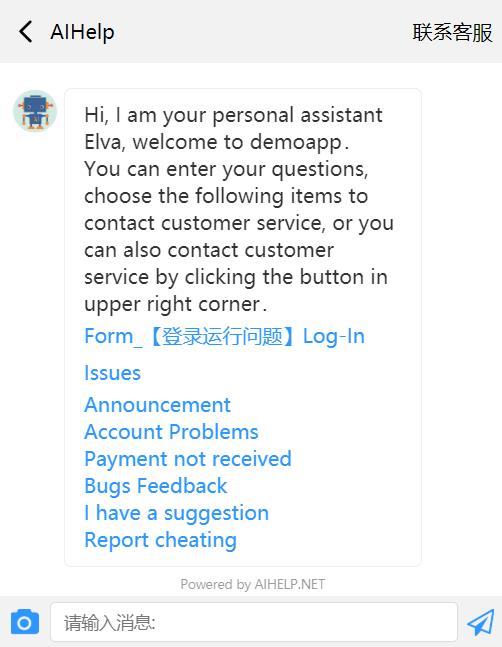 AIHelp 联系客服
Hi, I am your personal assistant
Elva, welcome to demoapp.
You can enter your questions,
choose the following items to
contact customer service, or you
can also contact customer
service by clicking the button in
upper right corner.
Form_【登录运行问题】Log-In
Issues
Announcement
Account Problems
Payment not received
Bugs Feedback
I have a suggestion
Report cheating
Powered by AIHELP.NET
请输入消息: